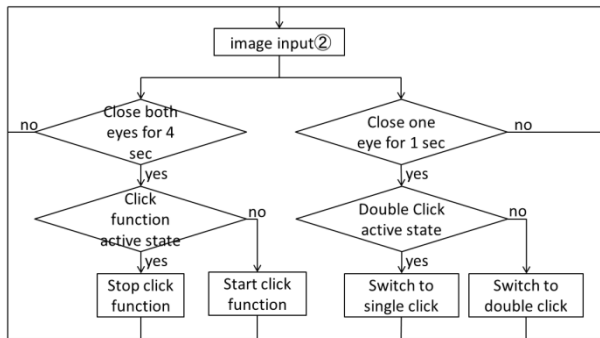 image input②
Close both
eyes for 4
sec
no
yes
Close one
eye for 1 sec
no
yes
Click
function
active state
no
yes
Double Click
active state
no
yes
Stop click
function
Start click
function
Switch to
single click
Switch to
double click